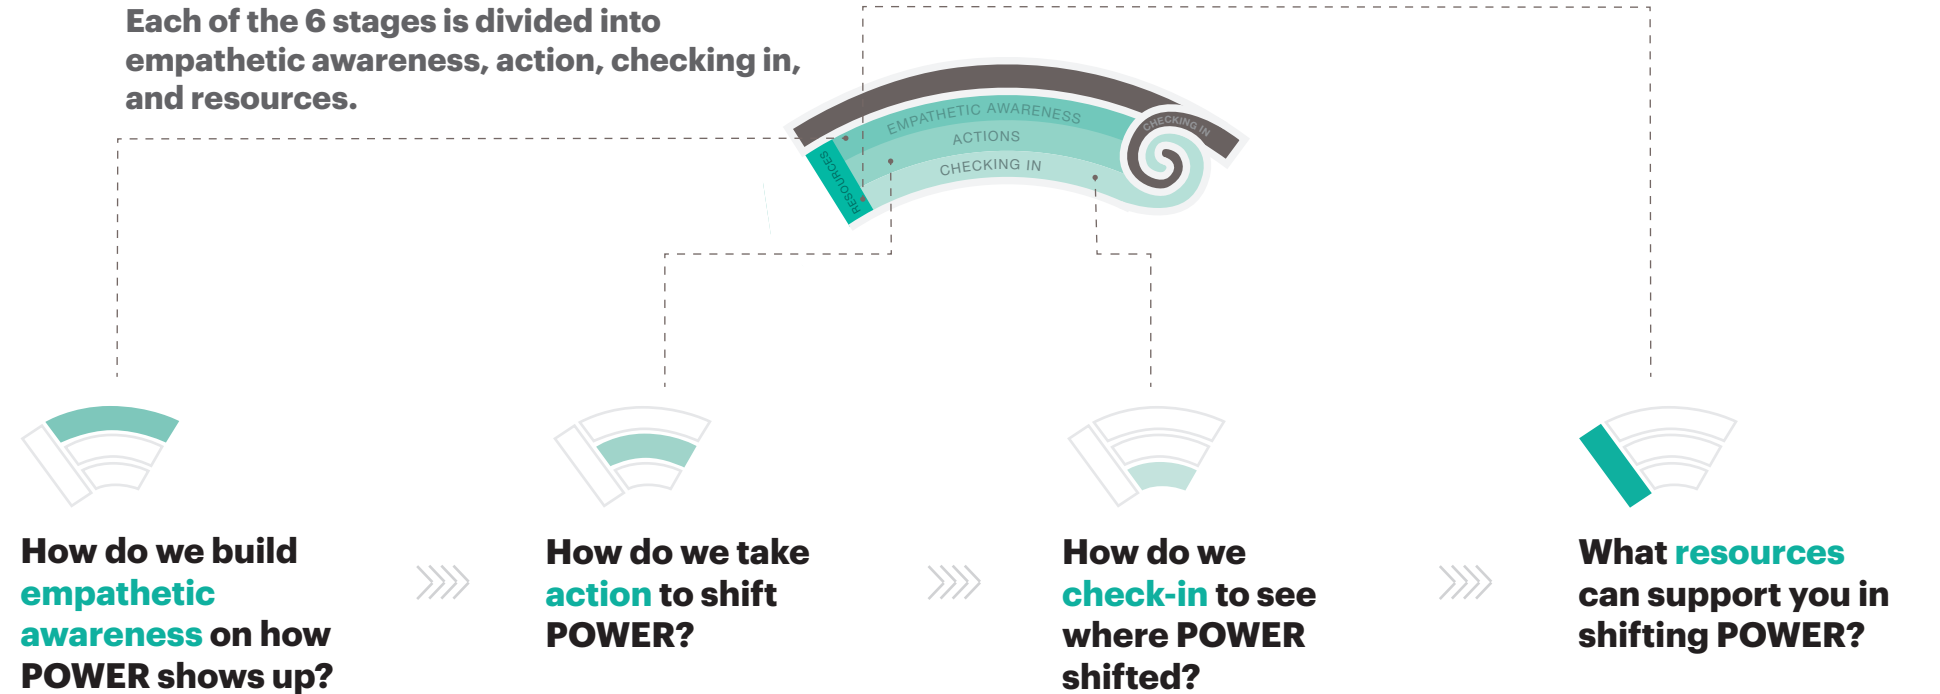 Each of the 6 stages is divided into
empathetic awareness, action, checking in,
and resources.
EMPATHETIC AWARENESS
ACTIONS
CHECKING IN
CHECKING IN
RESOURCES
How do we build
empathetic
awareness on how
POWER shows up?
How do we take
action to shift
POWER?
How do we
check-in to see
where POWER
shifted?
What resources
can support you in
shifting POWER?